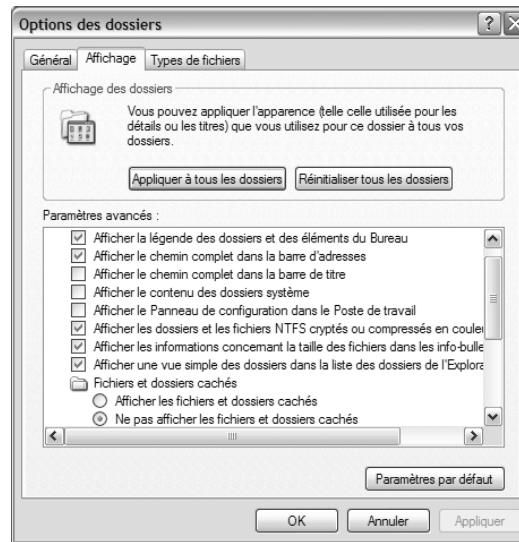 Options des dossiers
Général Affichage Types de fichiers
Affichage des dossiers
Vous pouvez appliquer l'apparence (telle celle utilisée pour les
détails ou les titres) que vous utilisez pour ce dossier à tous vos
dossiers.
Appliquer à tous les dossiers Réinitialiser tous les dossiers
Paramètres avancés :
Afficher la légende des dossiers et des éléments du Bureau
Afficher le chemin complet dans la barre d'adresses
Afficher le chemin complet dans la barre de titre
Afficher le contenu des dossiers système
Afficher le Panneau de configuration dans le Poste de travail
Afficher les dossiers et les fichiers NTFS cryptés ou compressés en couleu
Afficher les informations concernant la taille des fichiers dans les info-bulle
Afficher une vue simple des dossiers dans la liste des dossiers de l'Explora
Fichiers et dossiers cachés
Afficher les fichiers et dossiers cachés
Ne pas afficher les fichiers et dossiers cachés
Paramètres par défaut
OK Annuler Appliquer